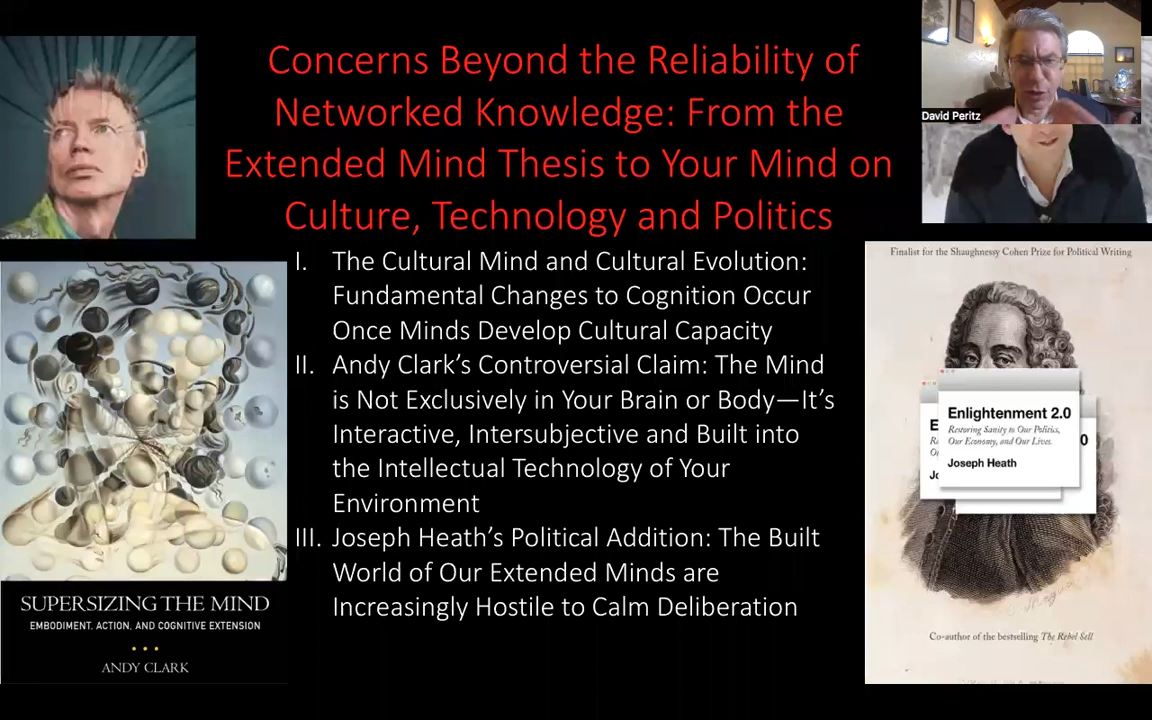 Concerns Beyond the Reliability of
Networked Knowledge: From the
Extended Mind Thesis to Your Mind on
Culture, Technology and Politics
David Peritz
I. The Cultural Mind and Cultural Evolution:
Fundamental Changes to Cognition Occur
Once Minds Develop Cultural Capacity
II. Andy Clark's Controversial Claim: The Mind
is Not Exclusively in Your Brain or Body—It's
Interactive, Intersubjective and Built into
the Intellectual Technology of Your
Environment
III. Joseph Heath's Political Addition: The Built
World of Our Extended Minds are
Increasingly Hostile to Calm Deliberation
SUPERSIZING THE MIND
EMBODIMENT, ACTION, AND COGNITIVE EXTENSION
ANDY CLARK
Finalist for the Shaughnessy Cohen Prize for Political Writing
Enlightenment 2.0
Restoring Sanity to Our Politics,
Our Economy, and Our Lives.
Joseph Heath
Co-author of the bestselling The Rebel Sell